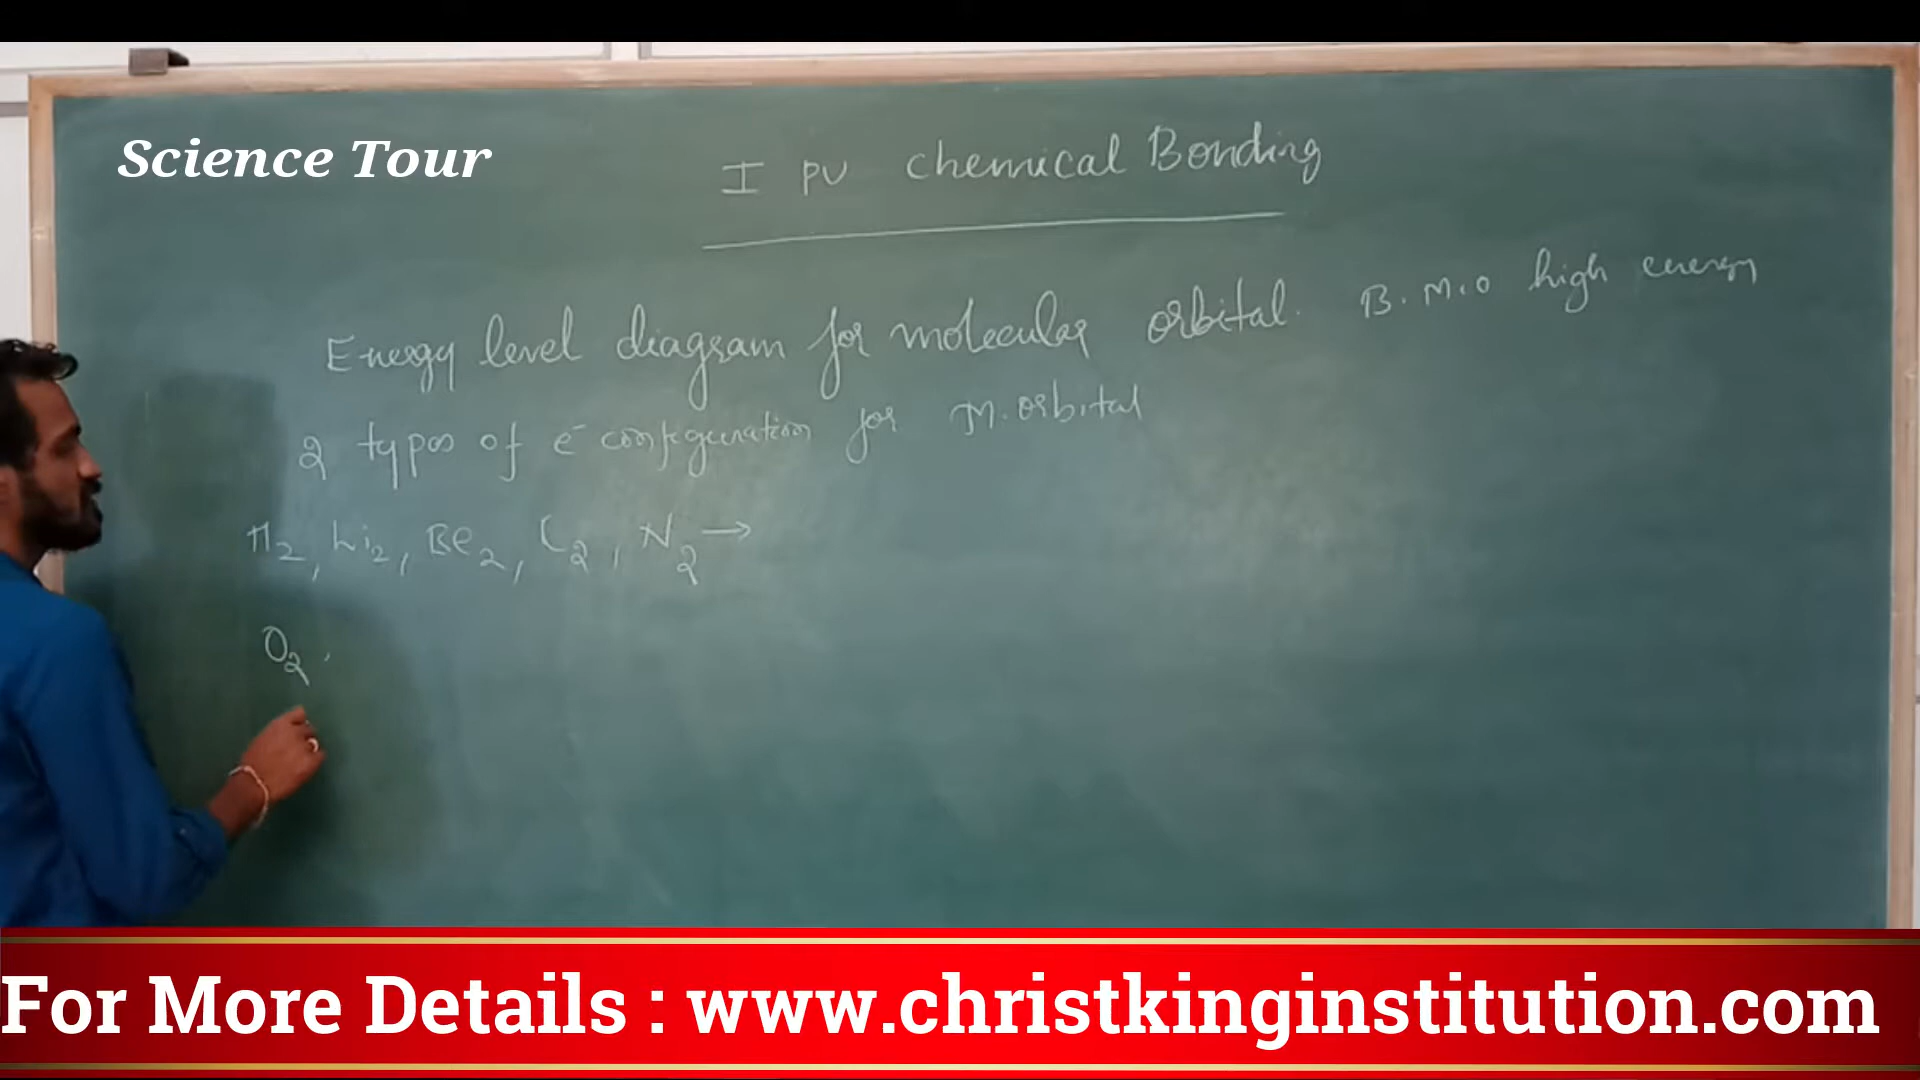 Science Tour
I PU Chemical Bonding
Energy level diagram for molecular orbital. B.M.O high energy
2 types of e⁻ configuration for M.orbital
H₂, Li₂, Be₂, C₂, N₂ →
O₂,
For More Details : www.christkinginstitution.com